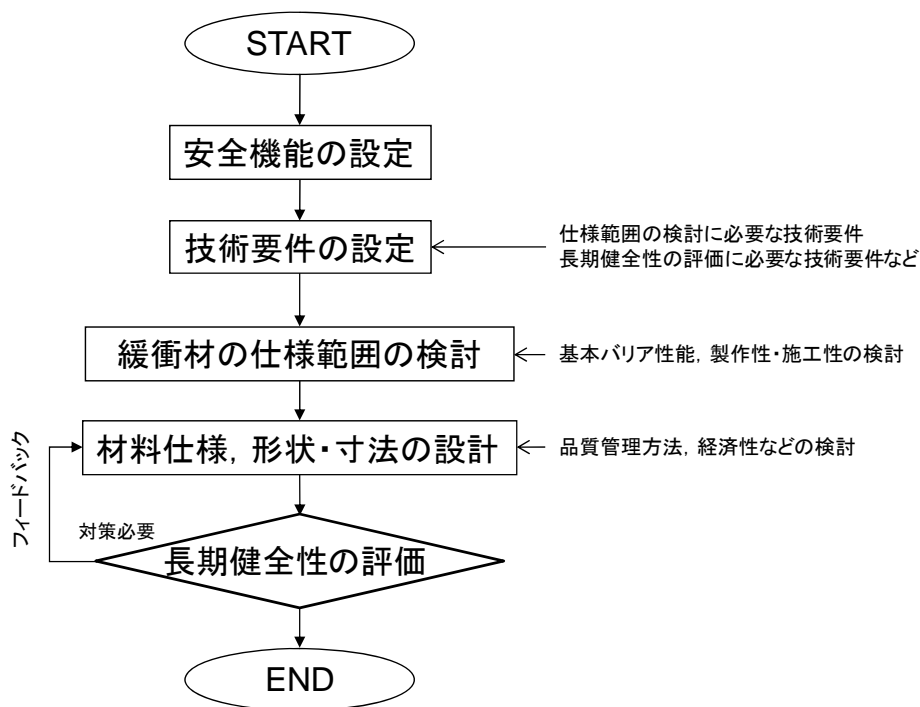 START
安全機能の設定
技術要件の設定
仕様範囲の検討に必要な技術要件
長期健全性の評価に必要な技術要件など
緩衝材の仕様範囲の検討
基本バリア性能, 製作性・施工性の検討
材料仕様, 形状・寸法の設計
品質管理方法, 経済性などの検討
フィードバック
対策必要
長期健全性の評価
END